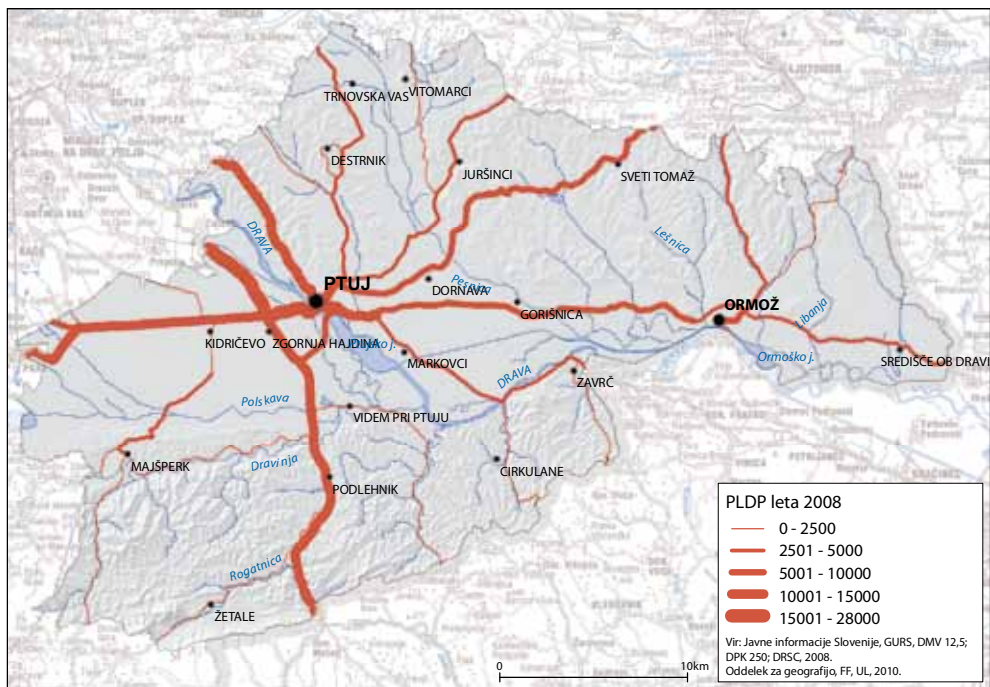 TRNOVSKA VAS
VITOMARCI
DESTRNIK
JURŠINCI
SVETI TOMAŽ
DRAVA
Lešnica
PTUJ
Pesnica
DORNAVA
GORIŠNICA
ORMOŽ
Libanja
KIDRIČEVO
ZGORNJA HAJDINA
MARKOVCI
Ormoško j.
SREDIŠČE OB DRAVI
DRAVA
ZAVRČ
Polskava
VIDEM PRI PTUJU
MAJŠPERK
Dravinja
CIRKULANE
PODLEHNIK
Rogatnica
ŽETALE
PLDP leta 2008
0 - 2500
2501 - 5000
5001 - 10000
10001 - 15000
15001 - 28000
Vir: Javne informacije Slovenije, GURS, DMV 12,5;
DPK 250; DRSC, 2008.
Oddelek za geografijo, FF, UL, 2010.
0 10km